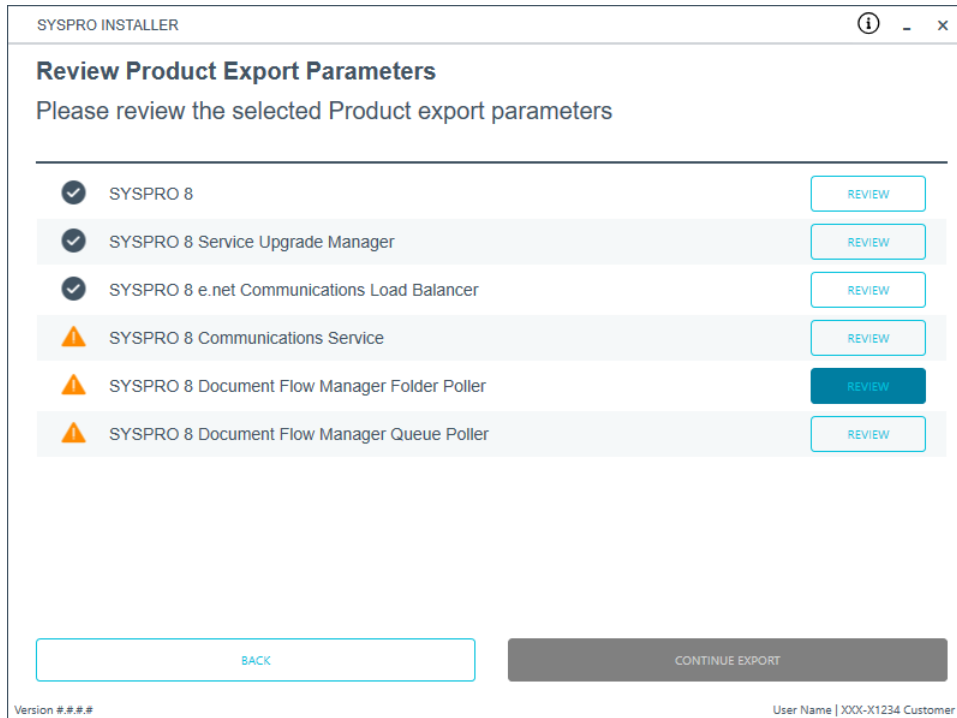 SYSPRO INSTALLER
Review Product Export Parameters
Please review the selected Product export parameters
SYSPRO 8 REVIEW
SYSPRO 8 Service Upgrade Manager REVIEW
SYSPRO 8 e.net Communications Load Balancer REVIEW
SYSPRO 8 Communications Service REVIEW
SYSPRO 8 Document Flow Manager Folder Poller REVIEW
SYSPRO 8 Document Flow Manager Queue Poller REVIEW
BACK CONTINUE EXPORT
Version #.#.#.# User Name | XXX-X1234 Customer